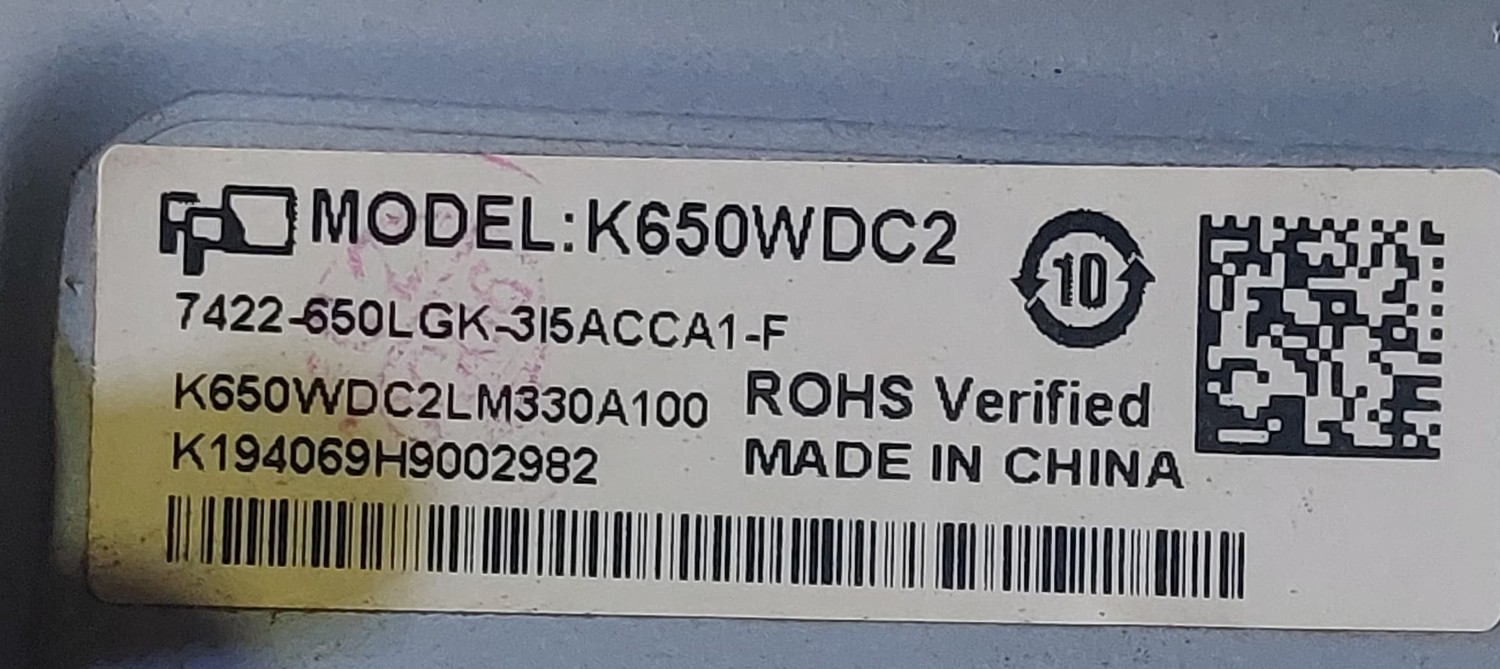 MODEL:K650WDC2
10
7422-650LGK-3I5ACCA1-F
K650WDC2LM330A100 ROHS Verified
K194069H9002982 MADE IN CHINA